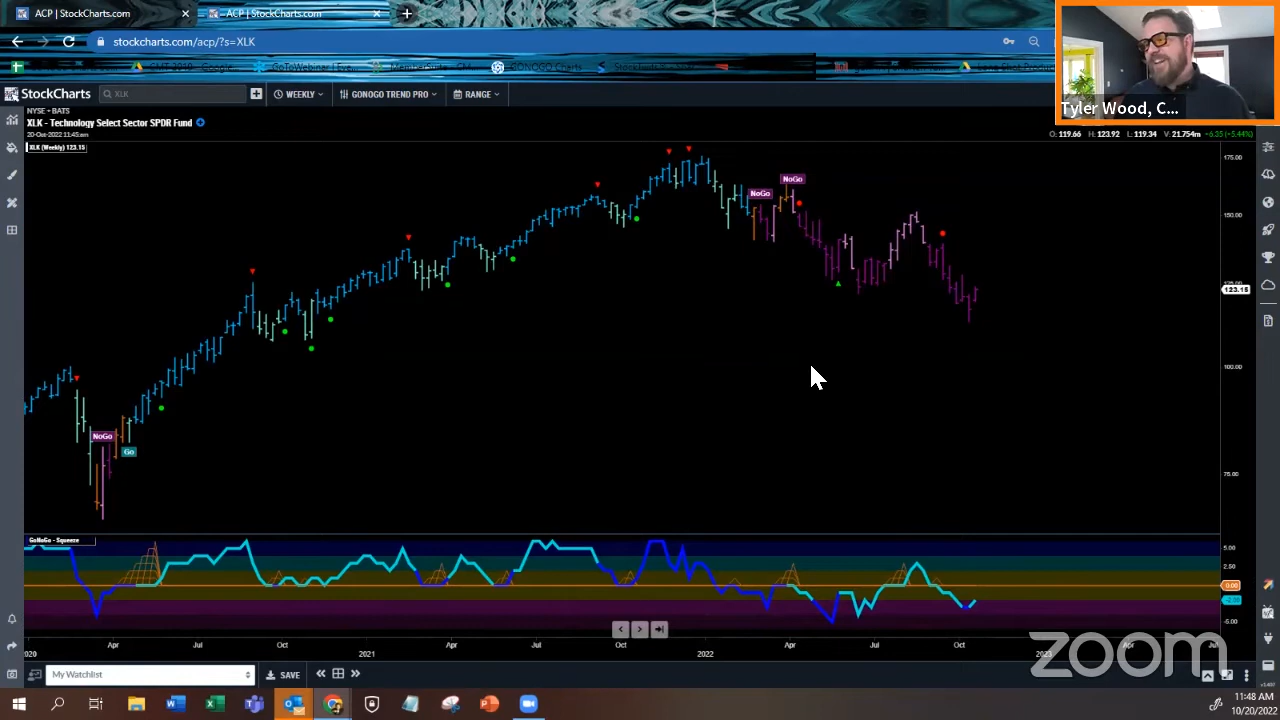 ACP | StockCharts.com
ACP | StockCharts.com
stockcharts.com/acp/?s=XLK
StockCharts
XLK
WEEKLY
GONOGO TREND PRO
RANGE
Tyler Wood, C...
NYSE + BATS
XLK - Technology Select Sector SPDR Fund
20-Oct-2022 11:45am
O: 119.66 H: 123.92 L: 119.34 V: 21.754m +6.35 (+5.44%)
XLK (Weekly) 123.15
175.00
NoGo
NoGo
150.00
123.15
100.00
NoGo
Go
75.00
GoNoGo - Squeeze
5.00
2.50
0.00
-5.00
Apr Jul Oct Apr Jul Oct Apr Jul Oct
2021 2022 2023
zoom
My Watchlist
SAVE
11:48 AM
10/20/2022